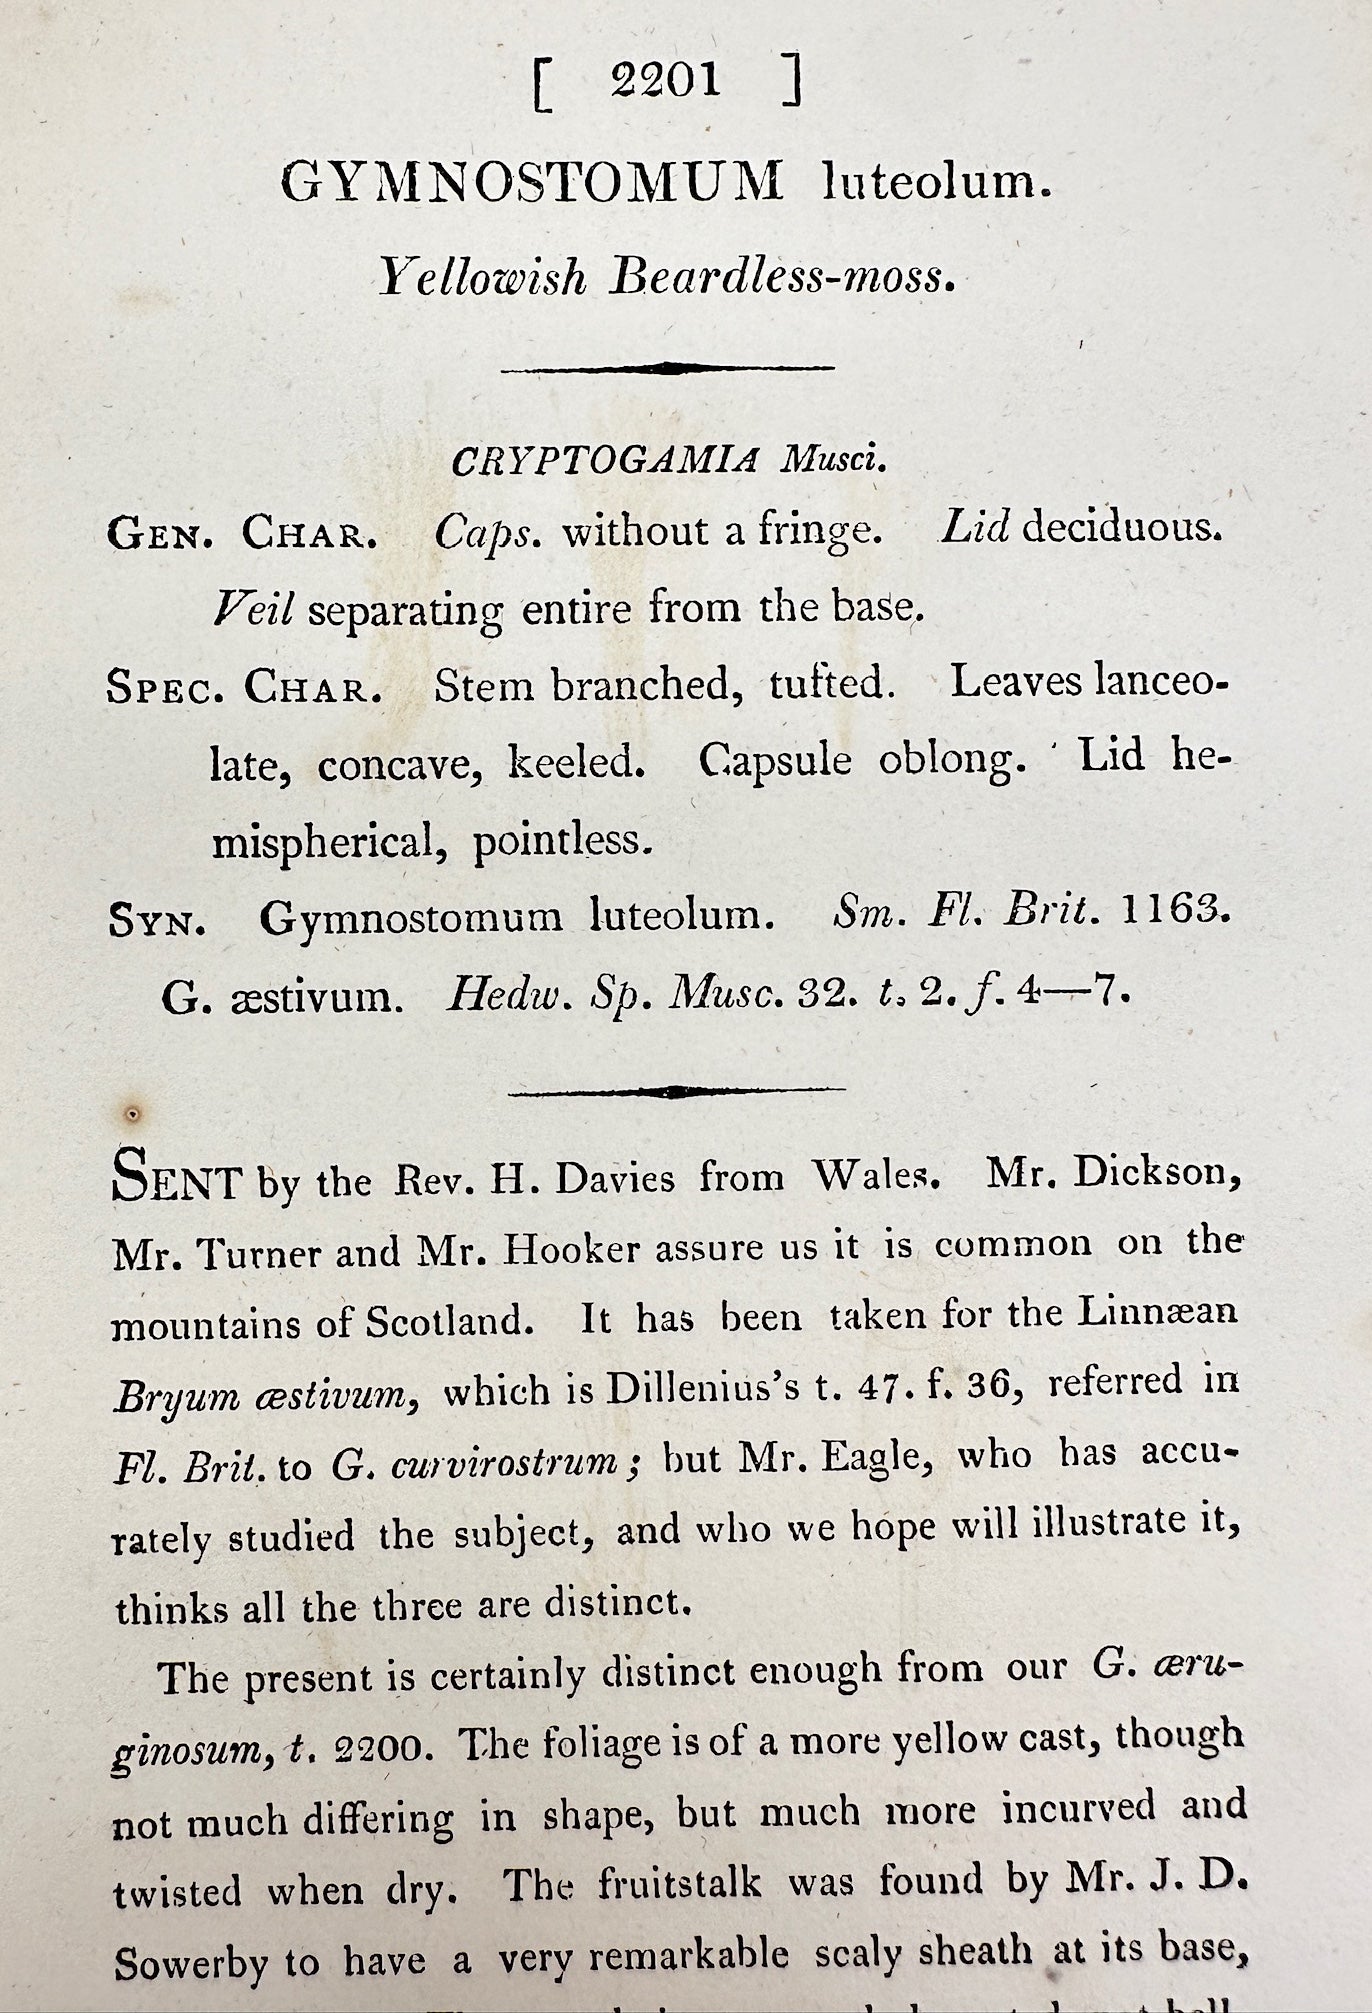 [ 2201 ]
GYMNOSTOMUM luteolum.
Yellowish Beardless-moss.
CRYPTOGAMIA Musci.
GEN. CHAR. Caps. without a fringe. Lid deciduous.
Veil separating entire from the base.
SPEC. CHAR. Stem branched, tufted. Leaves lanceo-
late, concave, keeled. Capsule oblong. Lid he-
mispherical, pointless.
SYN. Gymnostomum luteolum. Sm. Fl. Brit. 1163.
G. æstivum. Hedw. Sp. Musc. 32. t. 2. f. 4—7.
SENT by the Rev. H. Davies from Wales. Mr. Dickson,
Mr. Turner and Mr. Hooker assure us it is common on the
mountains of Scotland. It has been taken for the Linnæan
Bryum æstivum, which is Dillenius's t. 47. f. 36, referred in
Fl. Brit. to G. curvirostrum; but Mr. Eagle, who has accu-
rately studied the subject, and who we hope will illustrate it,
thinks all the three are distinct.
The present is certainly distinct enough from our G. æru-
ginosum, t. 2200. The foliage is of a more yellow cast, though
not much differing in shape, but much more incurved and
twisted when dry. The fruitstalk was found by Mr. J. D.
Sowerby to have a very remarkable scaly sheath at its base,